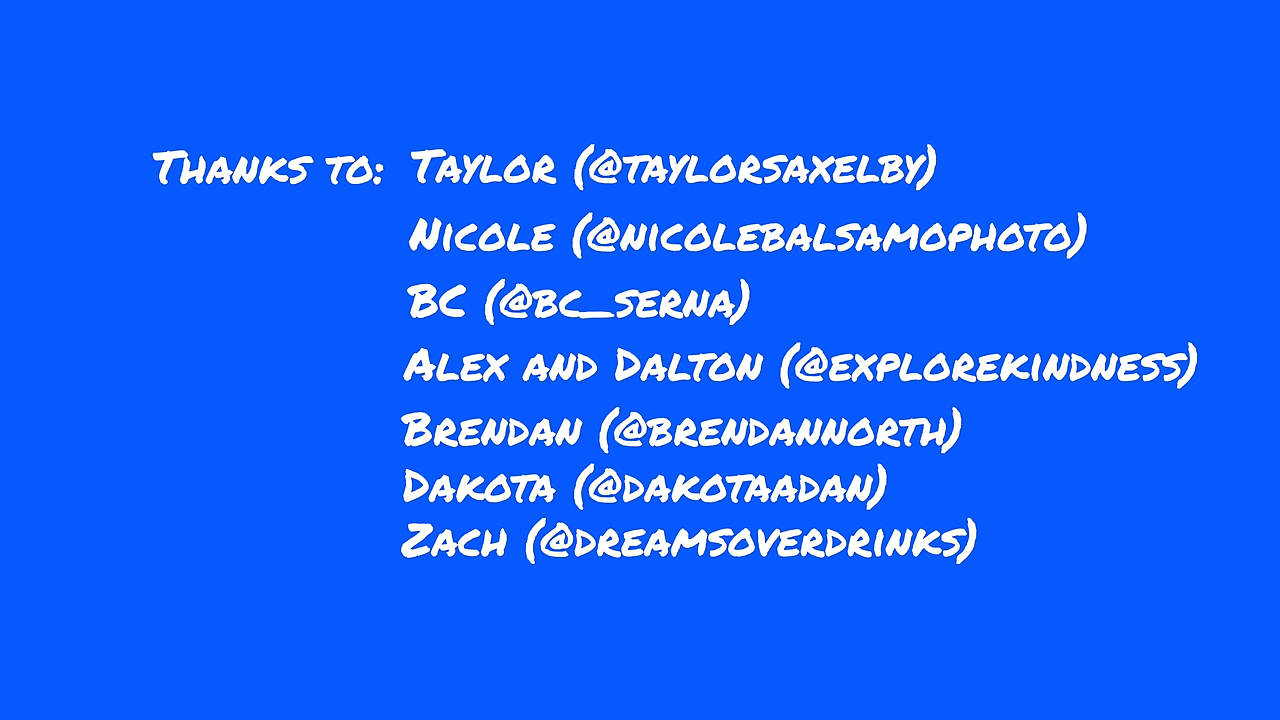 Thanks to: Taylor (@taylorsaxelby)
Nicole (@nicolebalsamophoto)
BC (@bc_serna)
Alex and Dalton (@explorekindness)
Brendan (@brendannorth)
Dakota (@dakotaadan)
Zach (@dreamsoverdrinks)